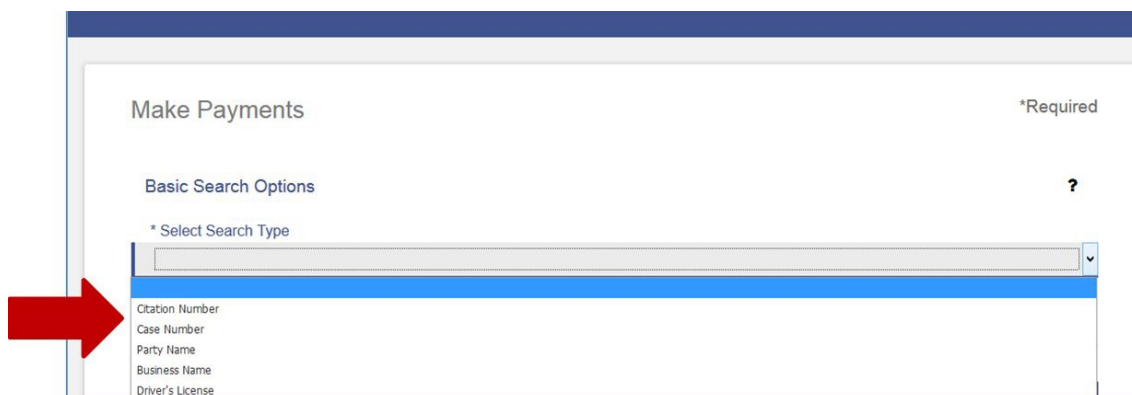 Make Payments
*Required
Basic Search Options
?
* Select Search Type
Citation Number
Case Number
Party Name
Business Name
Driver's License